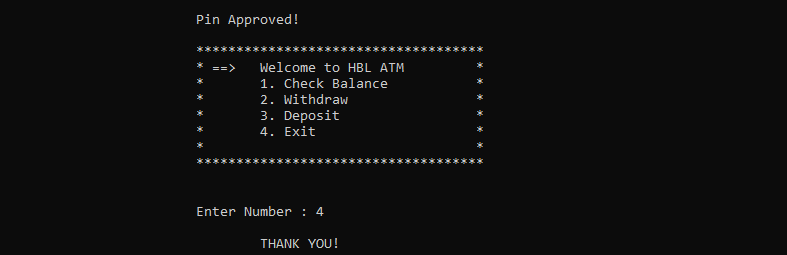 Pin Approved!
************************************
* ==>   Welcome to HBL ATM         *
*       1. Check Balance           *
*       2. Withdraw                *
*       3. Deposit                 *
*       4. Exit                    *
*                                  *
************************************
Enter Number : 4
THANK YOU!